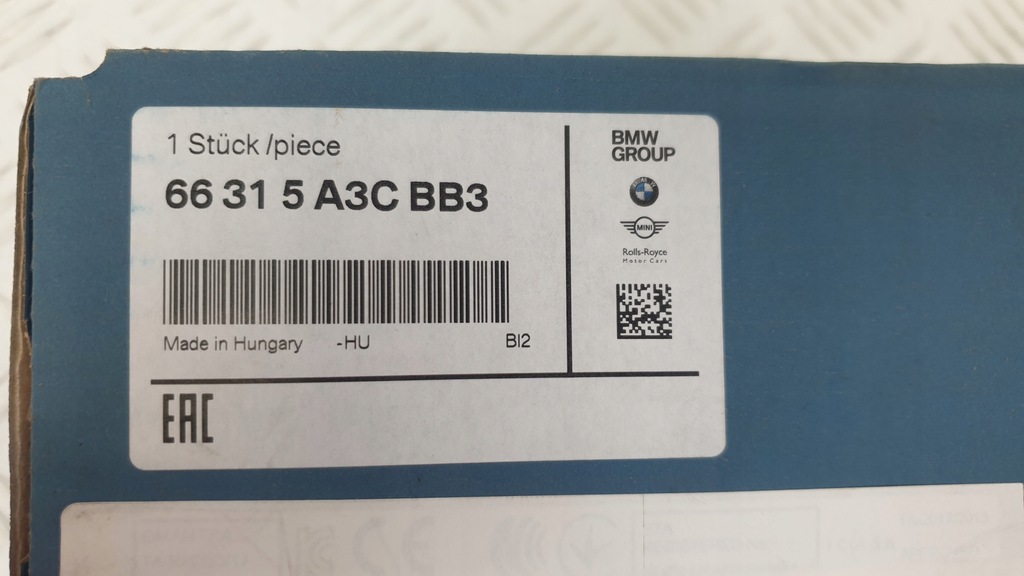 1 Stück /piece
66 31 5 A3C BB3
Made in Hungary -HU BI2
EAC
BMW
GROUP
MINI
Rolls-Royce
Motor Cars